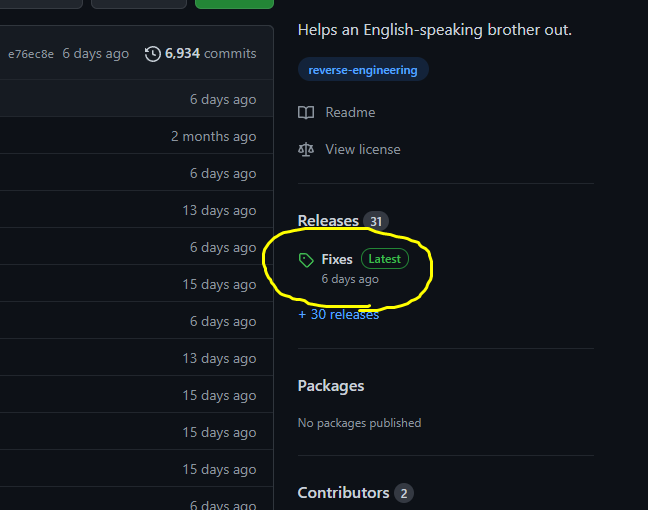 Helps an English-speaking brother out.
e76ec8e 6 days ago 6,934 commits
reverse-engineering
6 days ago
Readme
2 months ago
View license
6 days ago
13 days ago
Releases 31
6 days ago
Fixes Latest
15 days ago
6 days ago
6 days ago
+ 30 releases
13 days ago
Packages
15 days ago
No packages published
15 days ago
15 days ago
Contributors 2
6 days ago